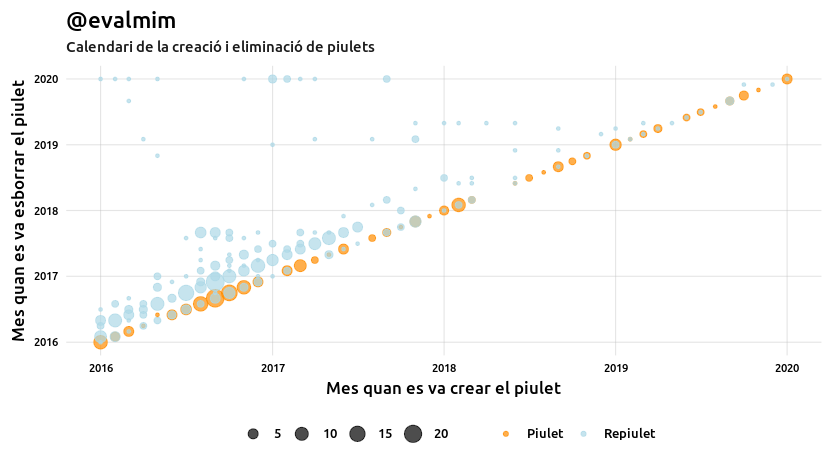 @evalmim
Calendari de la creació i eliminació de piulets
Mes quan es va esborrar el piulet
2020
2019
2018
2017
2016
2016 2017 2018 2019 2020
Mes quan es va crear el piulet
5 10 15 20 Piulet Repiulet